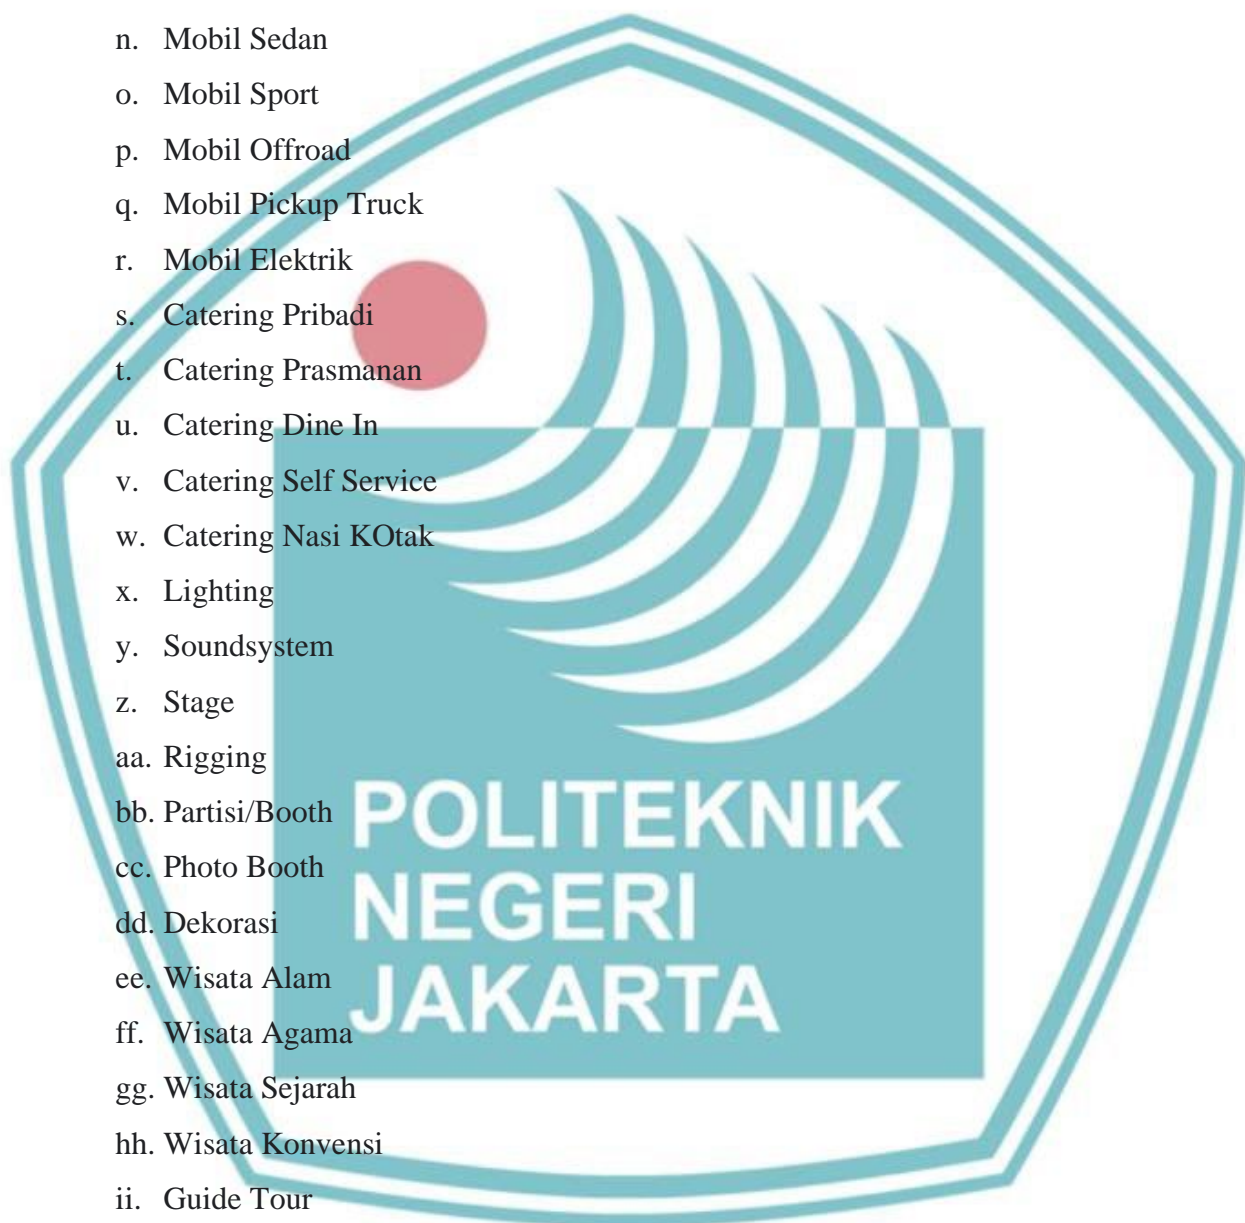 n. Mobil Sedan
o. Mobil Sport
p. Mobil Offroad
q. Mobil Pickup Truck
r. Mobil Elektrik
s. Catering Pribadi
t. Catering Prasmanan
u. Catering Dine In
v. Catering Self Service
w. Catering Nasi KOtak
x. Lighting
y. Soundsystem
z. Stage
aa. Rigging
bb. Partisi/Booth
cc. Photo Booth
dd. Dekorasi
ee. Wisata Alam
ff. Wisata Agama
gg. Wisata Sejarah
hh. Wisata Konvensi
ii. Guide Tour
POLITEKNIK
NEGERI
JAKARTA